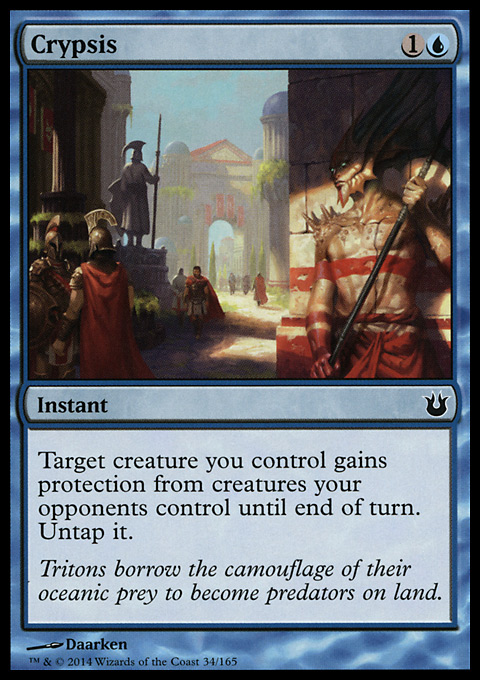 Crypsis 1
Instant
Target creature you control gains
protection from creatures your
opponents control until end of turn.
Untap it.
Tritons borrow the camouflage of their
oceanic prey to become predators on land.
Daarken
™ & © 2014 Wizards of the Coast 34/165